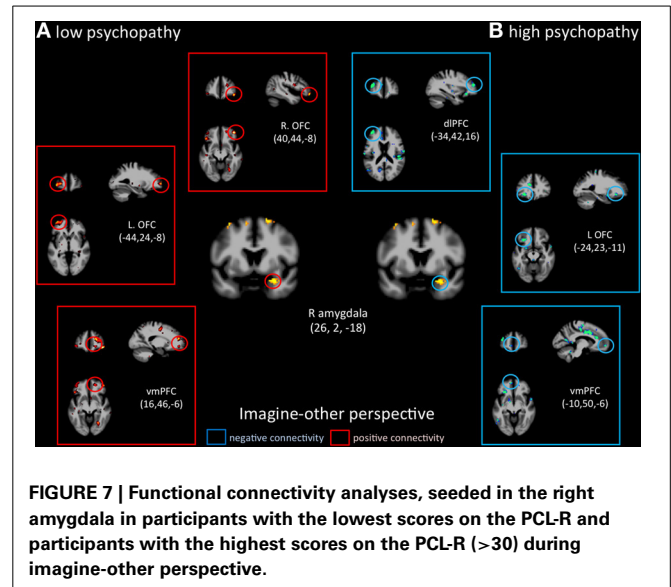 A low psychopathy
B high psychopathy
R. OFC
(40,44,-8)
dlPFC
(-34,42,16)
L. OFC
(-44,24,-8)
L OFC
(-24,23,-11)
R amygdala
(26, 2, -18)
vmPFC
(16,46,-6)
vmPFC
(-10,50,-6)
Imagine-other perspective
negative connectivity
positive connectivity
FIGURE 7 | Functional connectivity analyses, seeded in the right
amygdala in participants with the lowest scores on the PCL-R and
participants with the highest scores on the PCL-R (>30) during
imagine-other perspective.